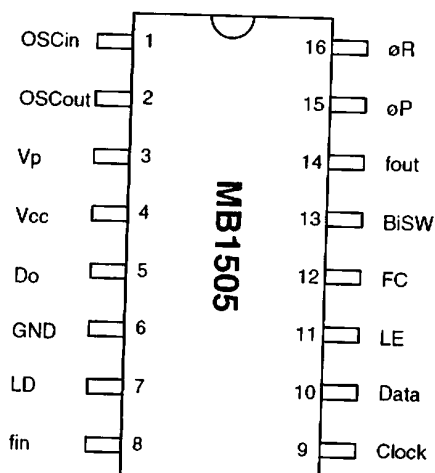 OSCin 1 16 øR
OSCout 2 15 øP
Vp 3 14 fout
Vcc 4 13 BiSW
Do 5 12 FC
GND 6 11 LE
LD 7 10 Data
fin 8 9 Clock
MB1505